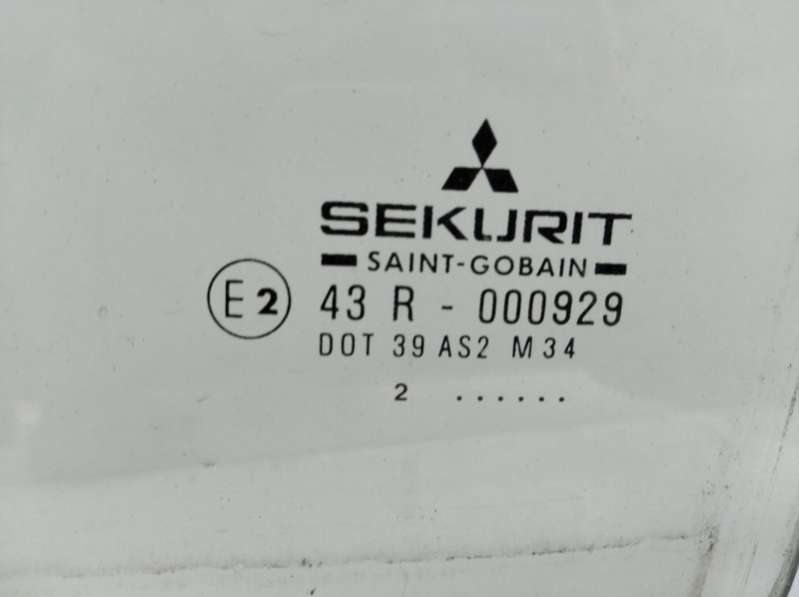 SEKURIT
SAINT-GOBAIN
E2 43 R - 000929
DOT 39 AS2 M34
2 ......